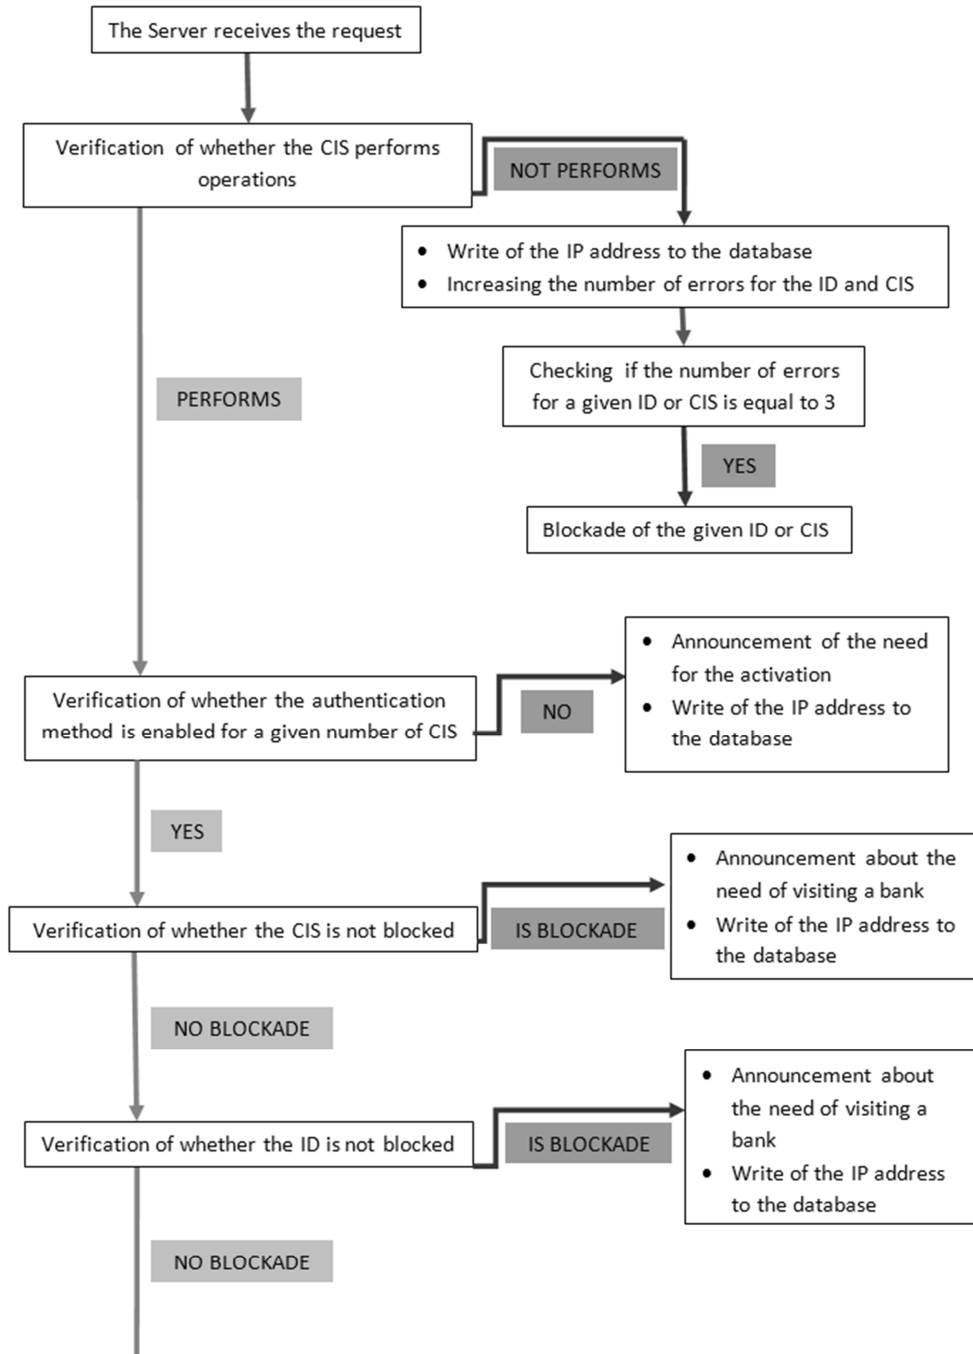 The Server receives the request
Verification of whether the CIS performs
operations
NOT PERFORMS
• Write of the IP address to the database
• Increasing the number of errors for the ID and CIS
Checking if the number of errors
for a given ID or CIS is equal to 3
PERFORMS
YES
Blockade of the given ID or CIS
Verification of whether the authentication
method is enabled for a given number of CIS
NO
• Announcement of the need
for the activation
• Write of the IP address to
the database
YES
Verification of whether the CIS is not blocked
IS BLOCKADE
• Announcement about the
need of visiting a bank
• Write of the IP address to
the database
NO BLOCKADE
Verification of whether the ID is not blocked
IS BLOCKADE
• Announcement about
the need of visiting a
bank
• Write of the IP address
to the database
NO BLOCKADE